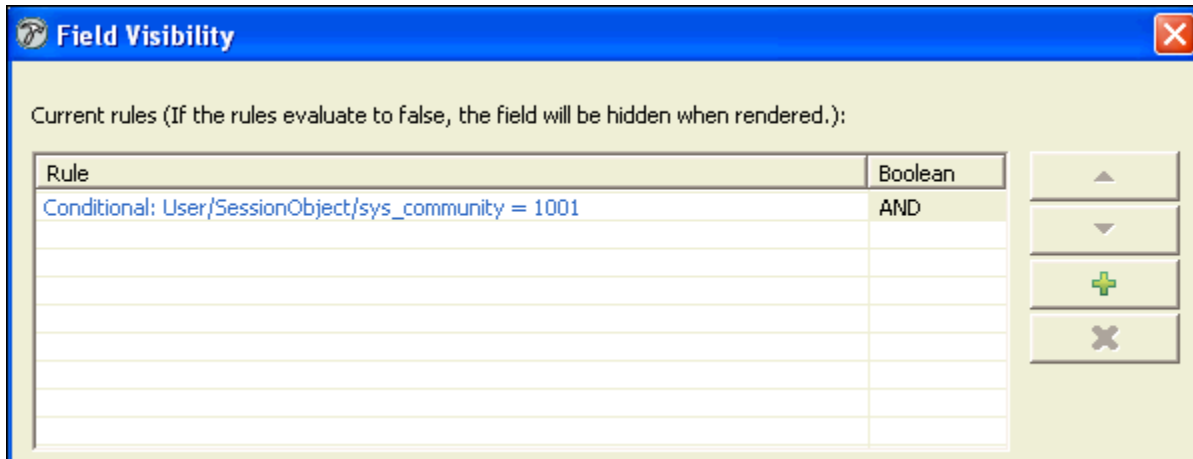 Field Visibility
Current rules (If the rules evaluate to false, the field will be hidden when rendered.):
Rule Boolean
Conditional: User/SessionObject/sys_community = 1001 AND